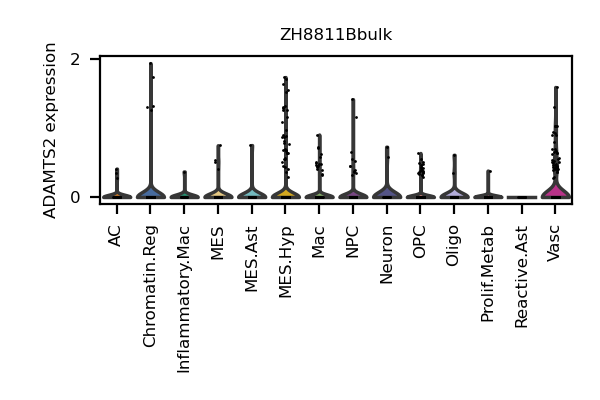 ZH8811Bbulk
ADAMTS2 expression
2
0
AC
Chromatin.Reg
Inflammatory.Mac
MES
MES.Ast
MES.Hyp
Mac
NPC
Neuron
OPC
Oligo
Prolif.Metab
Reactive.Ast
Vasc